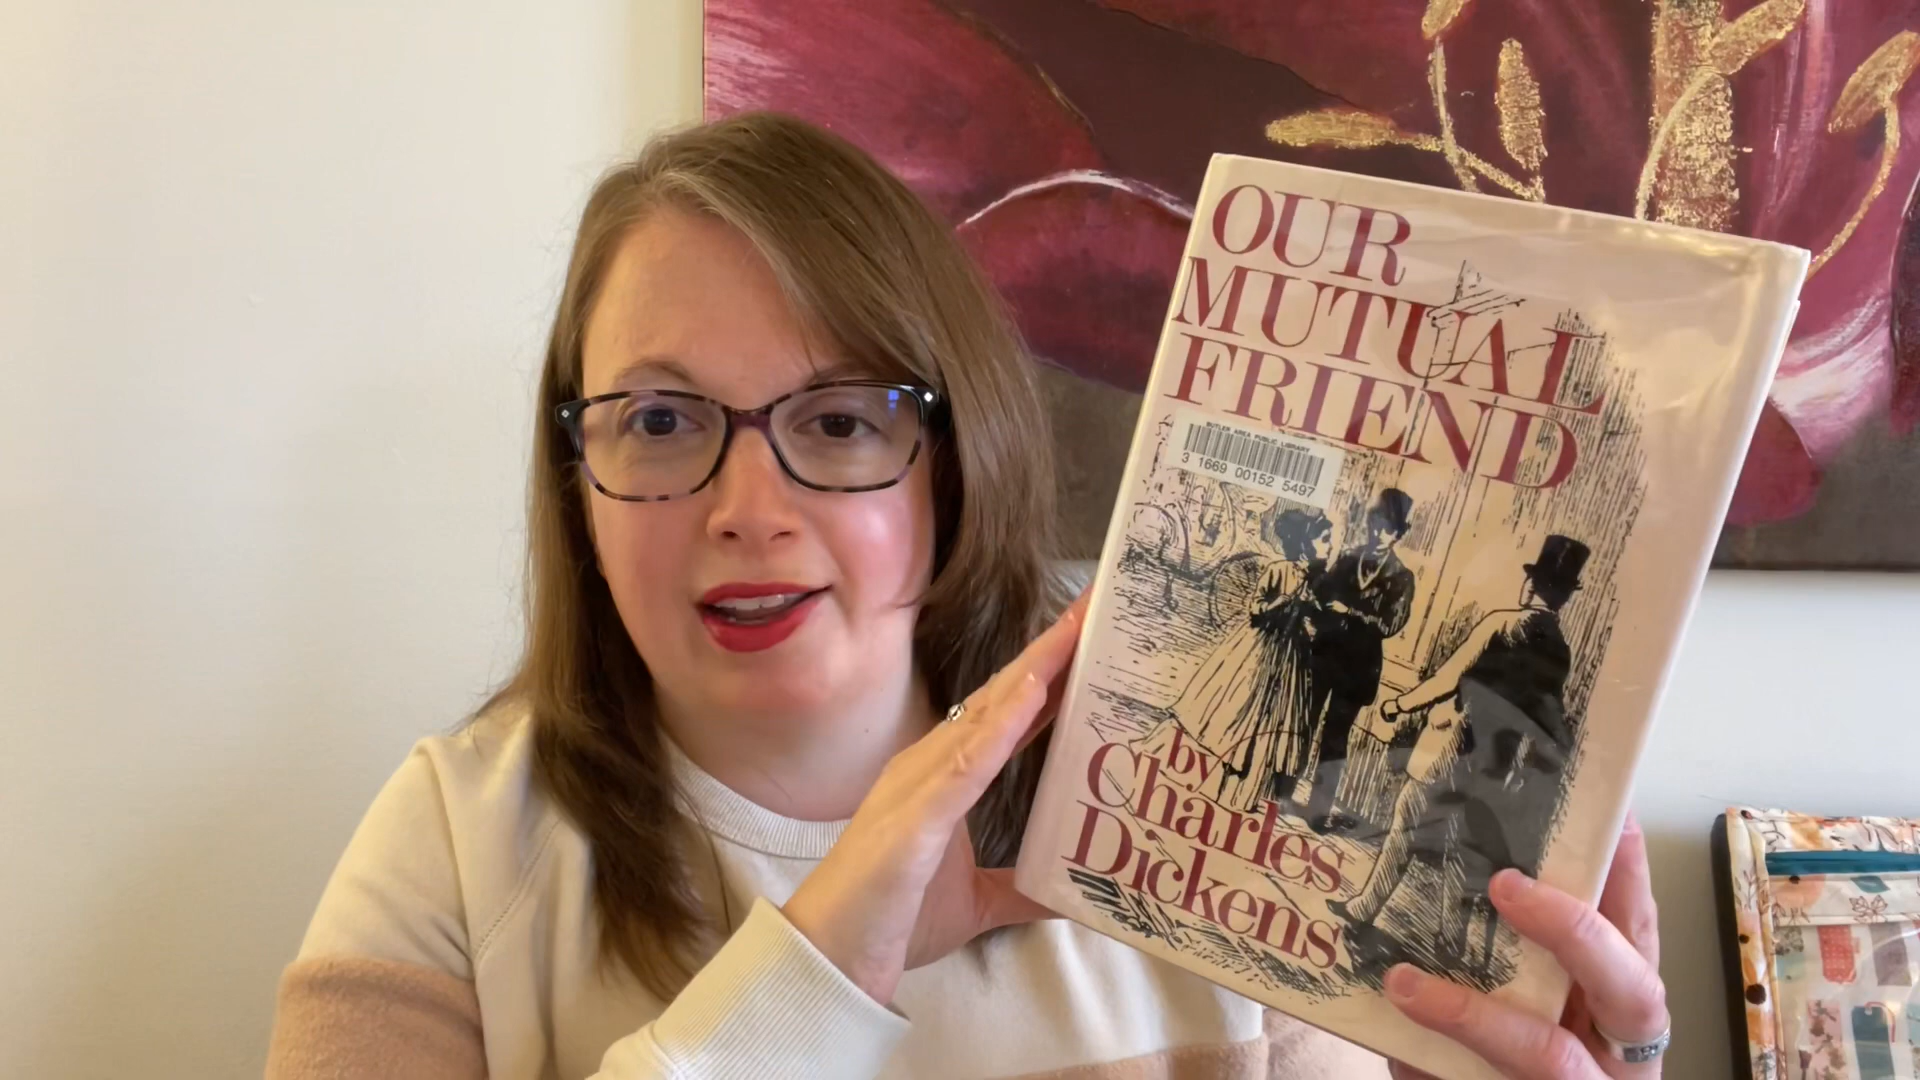 OUR
MUTUAL
FRIEND
BUTLER AREA PUBLIC LIBRARY
3 1669 00152 5497
by
Charles
Dickens